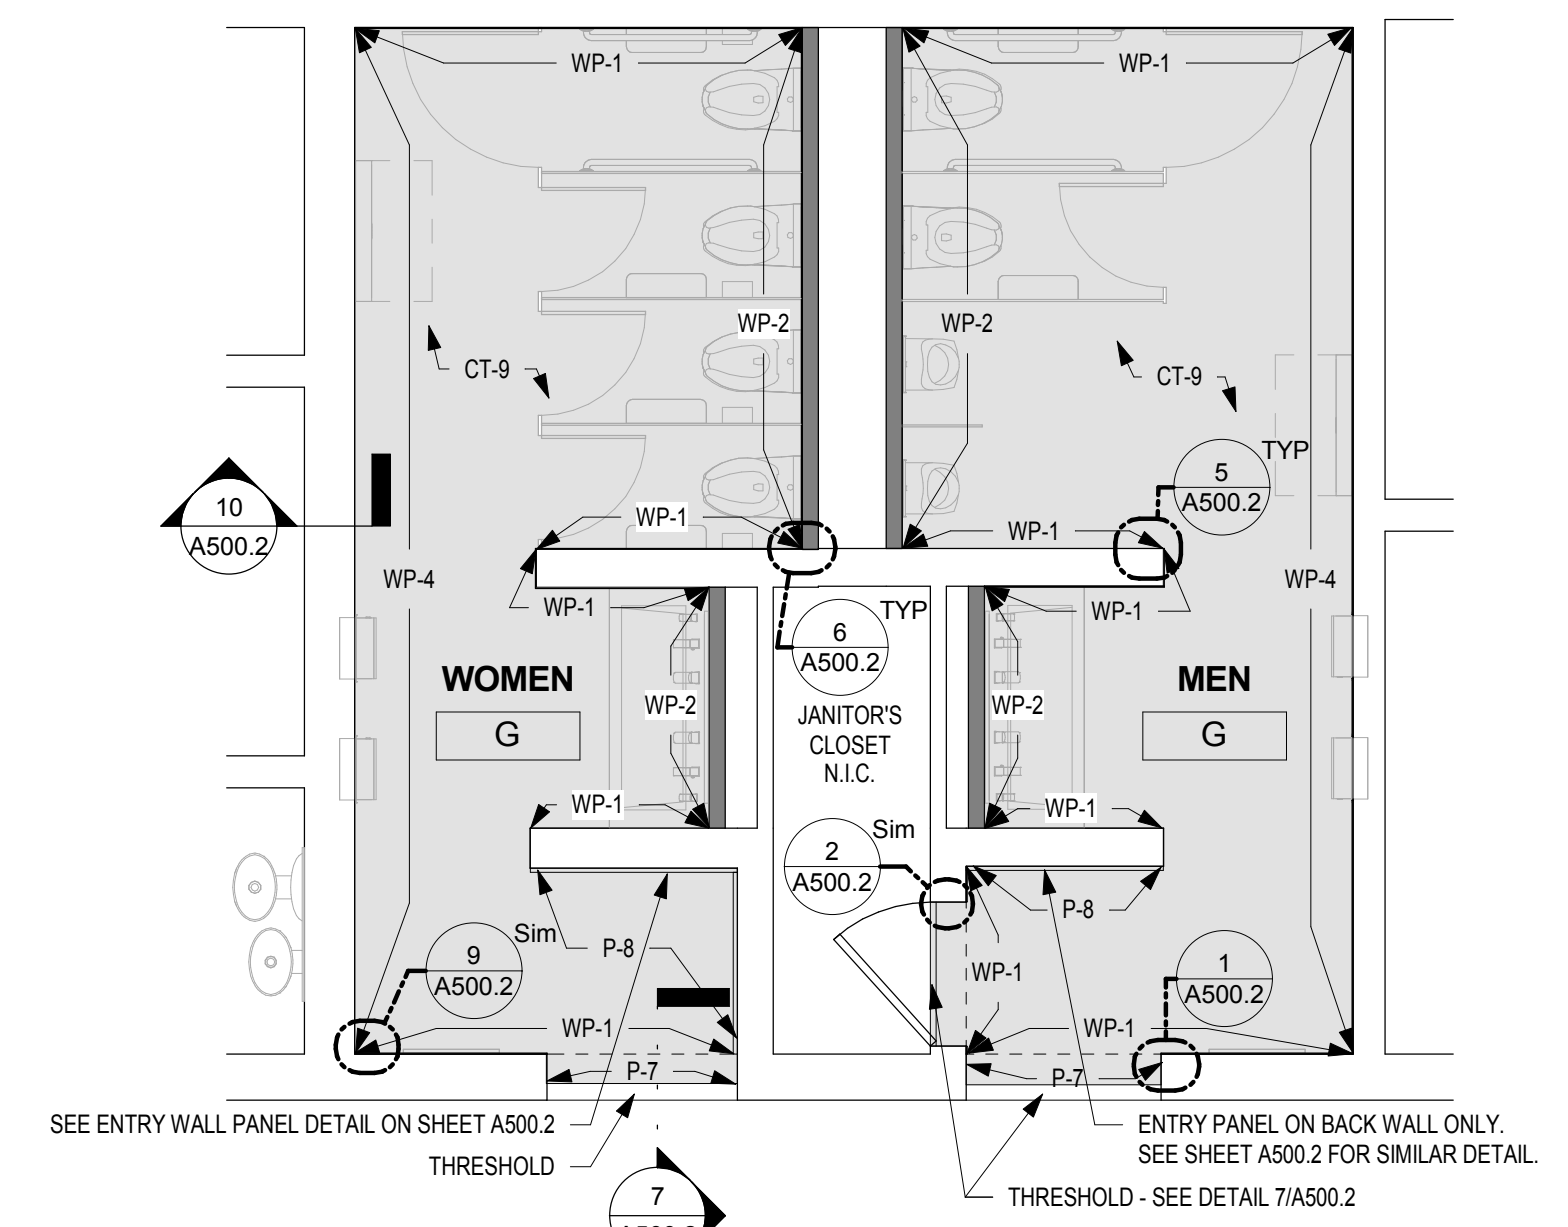 WP-1
WP-1
WP-2
WP-2
CT-9
CT-9
TYP
5
A500.2
10
A500.2
WP-1
WP-1
WP-4
WP-4
WP-1
WP-1
TYP
6
A500.2
WOMEN
G
MEN
G
WP-2
WP-2
JANITOR'S
CLOSET
N.I.C.
WP-1
WP-1
Sim
2
A500.2
P-8
Sim
9
A500.2
P-8
WP-1
1
A500.2
WP-1
WP-1
P-7
P-7
SEE ENTRY WALL PANEL DETAIL ON SHEET A500.2
THRESHOLD
ENTRY PANEL ON BACK WALL ONLY.
SEE SHEET A500.2 FOR SIMILAR DETAIL.
THRESHOLD - SEE DETAIL 7/A500.2
7